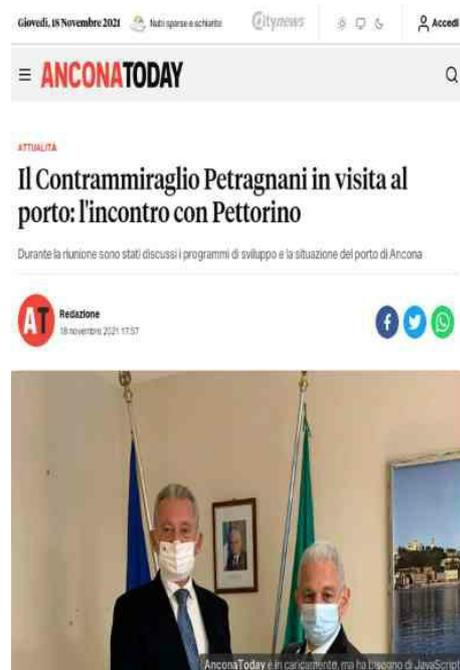 Giovedì, 18 Novembre 2021 Nubi sparse e schiarite Citynews Accedi
ANCONATODAY
ATTUALITÀ
Il Contrammiraglio Petragnani in visita al
porto: l'incontro con Pettorino
Durante la riunione sono stati discussi i programmi di sviluppo e la situazione del porto di Ancona
AT
Redazione
18 novembre 2021 17:57
AnconaToday è in caricamento, ma ha bisogno di JavaScript